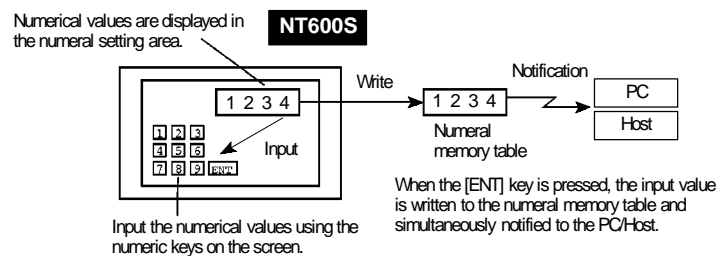 Numerical values are displayed in
the numeral setting area.
NT600S
1 2 3 4
Input
1 2 3
4 5 6
7 8 9 ENT
Input the numerical values using the
numeric keys on the screen.
Write
1 2 3 4
Numeral
memory table
Notification
PC
Host
When the [ENT] key is pressed, the input value
is written to the numeral memory table and
simultaneously notified to the PC/Host.